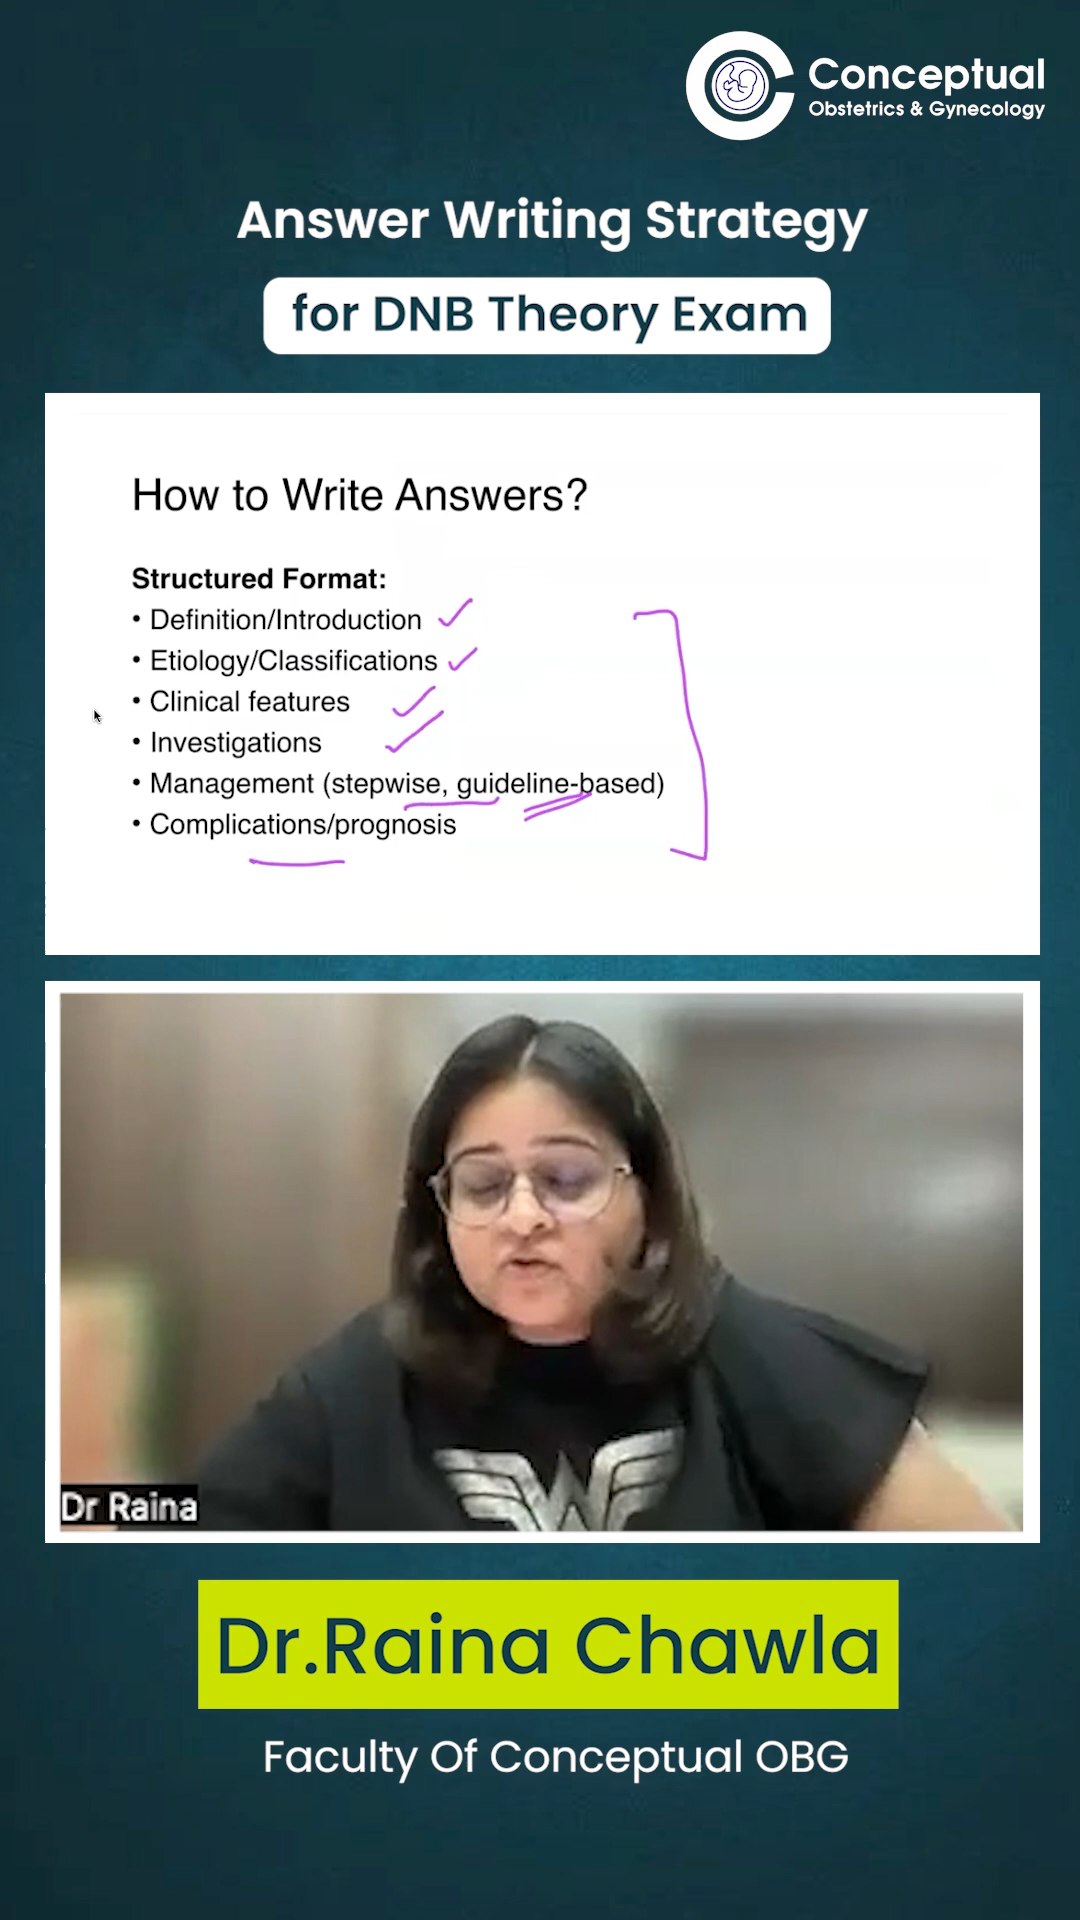 Conceptual
Obstetrics & Gynecology
Answer Writing Strategy
for DNB Theory Exam
How to Write Answers?
Structured Format:
• Definition/Introduction
• Etiology/Classifications
• Clinical features
• Investigations
• Management (stepwise, guideline-based)
• Complications/prognosis
Dr Raina
Dr.Raina Chawla
Faculty Of Conceptual OBG